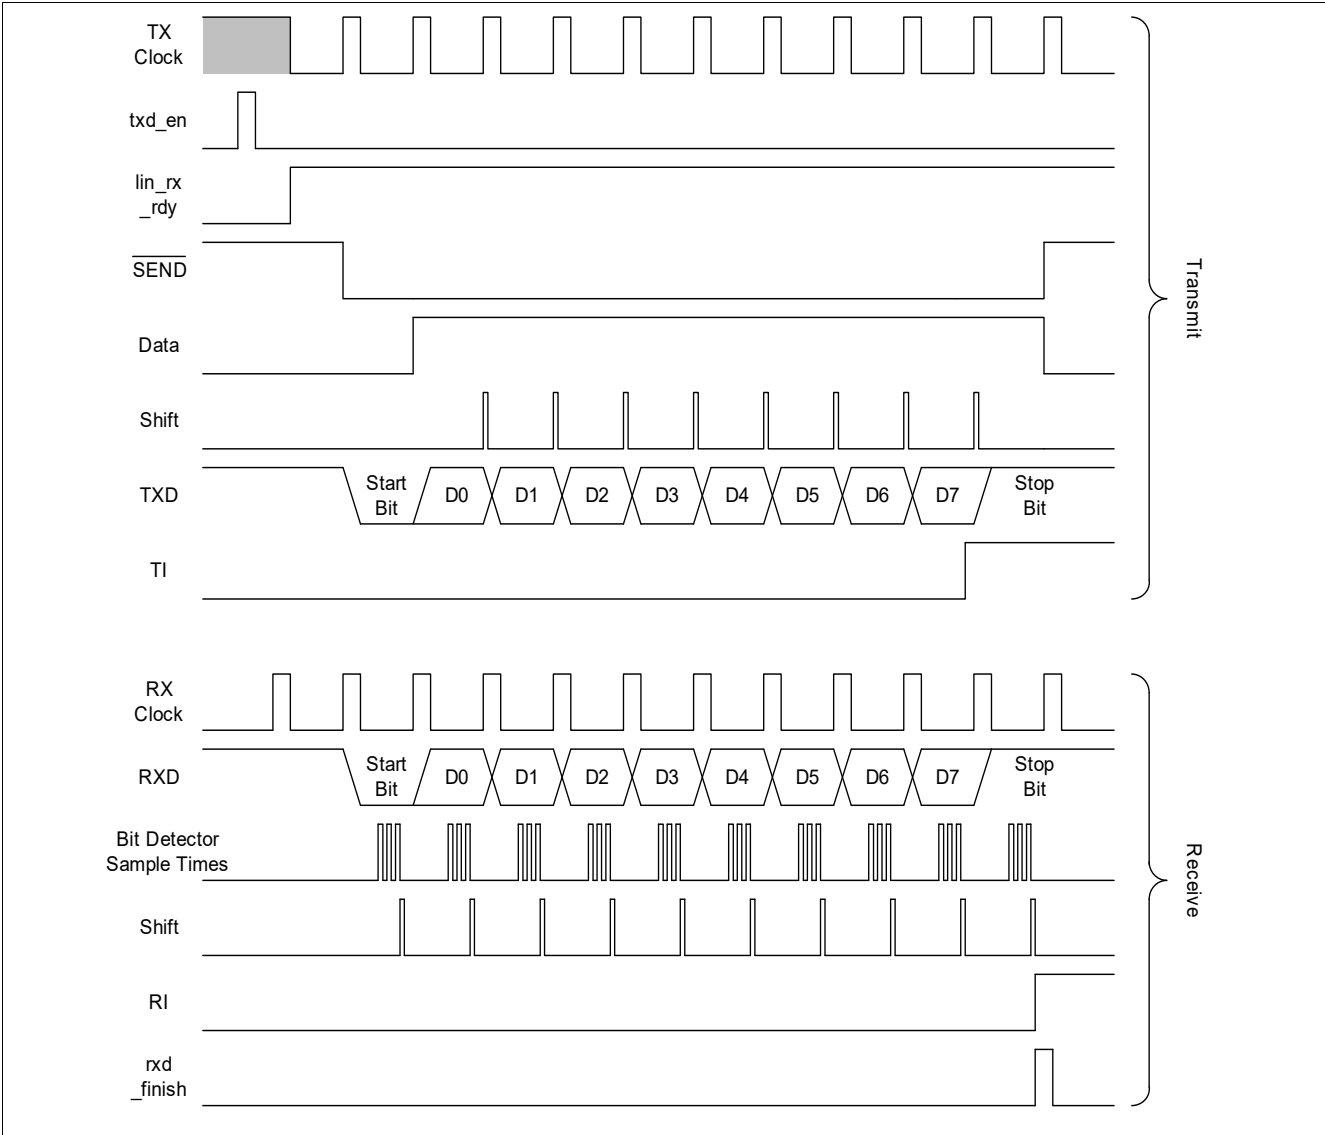 TX
Clock
txd_en
lin_rx
_rdy
SEND
Data
Shift
TXD
Start
Bit
D0
D1
D2
D3
D4
D5
D6
D7
Stop
Bit
TI
Transmit
RX
Clock
RXD
Start
Bit
D0
D1
D2
D3
D4
D5
D6
D7
Stop
Bit
Bit Detector
Sample Times
Shift
RI
rxd
_finish
Receive